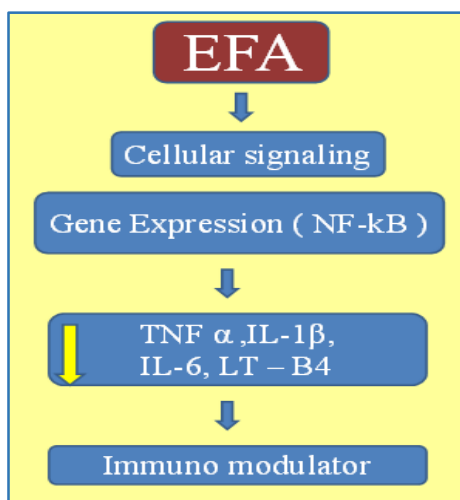 EFA
Cellular signaling
Gene Expression ( NF-kB )
TNF α ,IL-1β,
IL-6, LT – B4
Immuno modulator